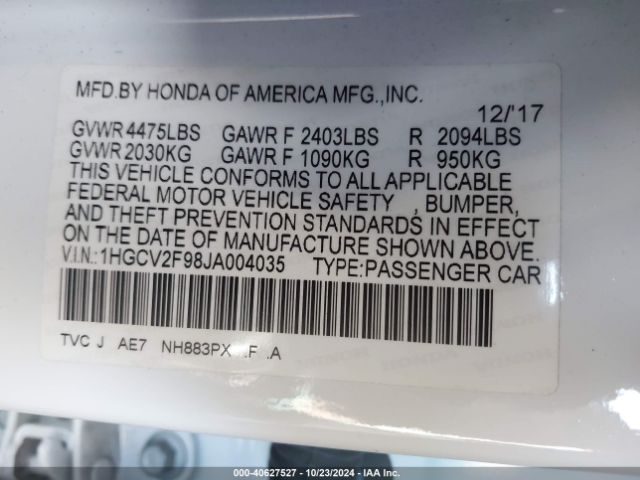 MFD.BY HONDA OF AMERICA MFG.,INC.
12/'17
GVWR 4475LBS GAWR F 2403LBS R 2094LBS
GVWR 2030KG GAWR F 1090KG R 950KG
THIS VEHICLE CONFORMS TO ALL APPLICABLE
FEDERAL MOTOR VEHICLE SAFETY , BUMPER,
AND THEFT PREVENTION STANDARDS IN EFFECT
ON THE DATE OF MANUFACTURE SHOWN ABOVE.
V.I.N.:1HGCV2F98JA004035 TYPE:PASSENGER CAR
TVC J AE7 NH883PX
000-40627527 - 10/23/2024 - IAA Inc.